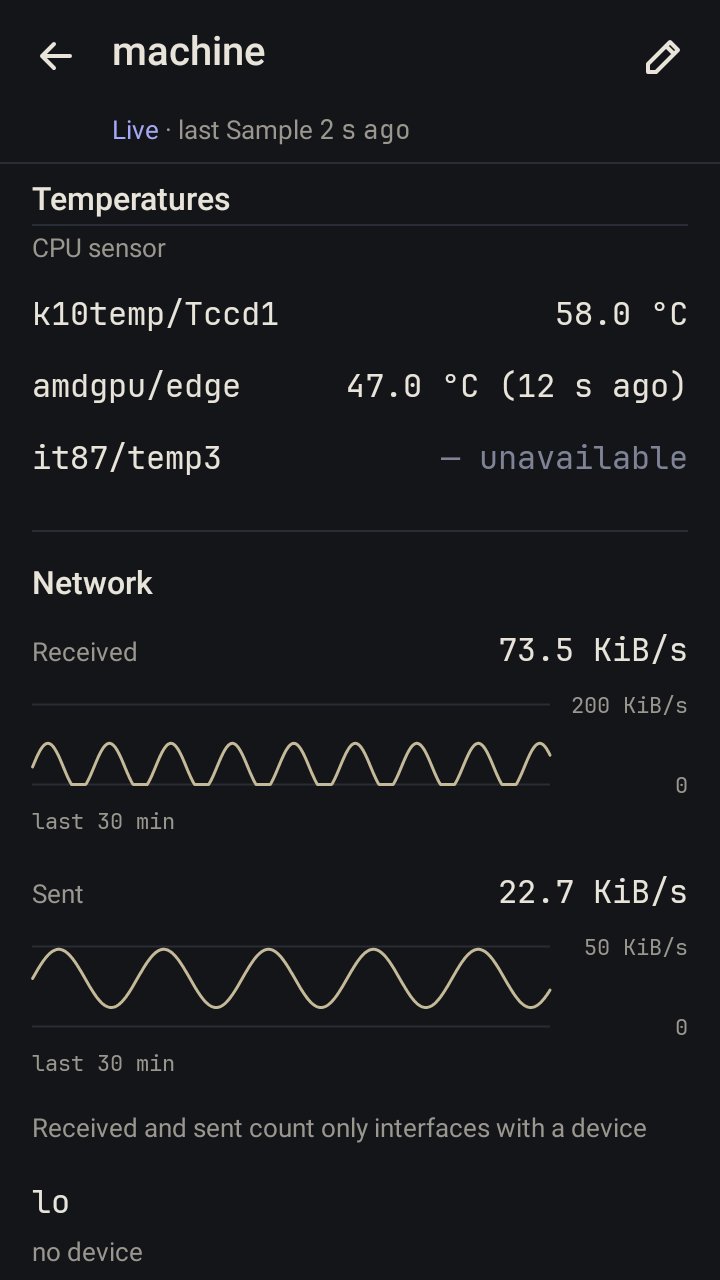 machine
Live · last Sample 2 s ago
Temperatures
CPU sensor
k10temp/Tccd1 58.0 °C
amdgpu/edge 47.0 °C (12 s ago)
it87/temp3 — unavailable
Network
Received 73.5 KiB/s
200 KiB/s
0
last 30 min
Sent 22.7 KiB/s
50 KiB/s
0
last 30 min
Received and sent count only interfaces with a device
lo
no device